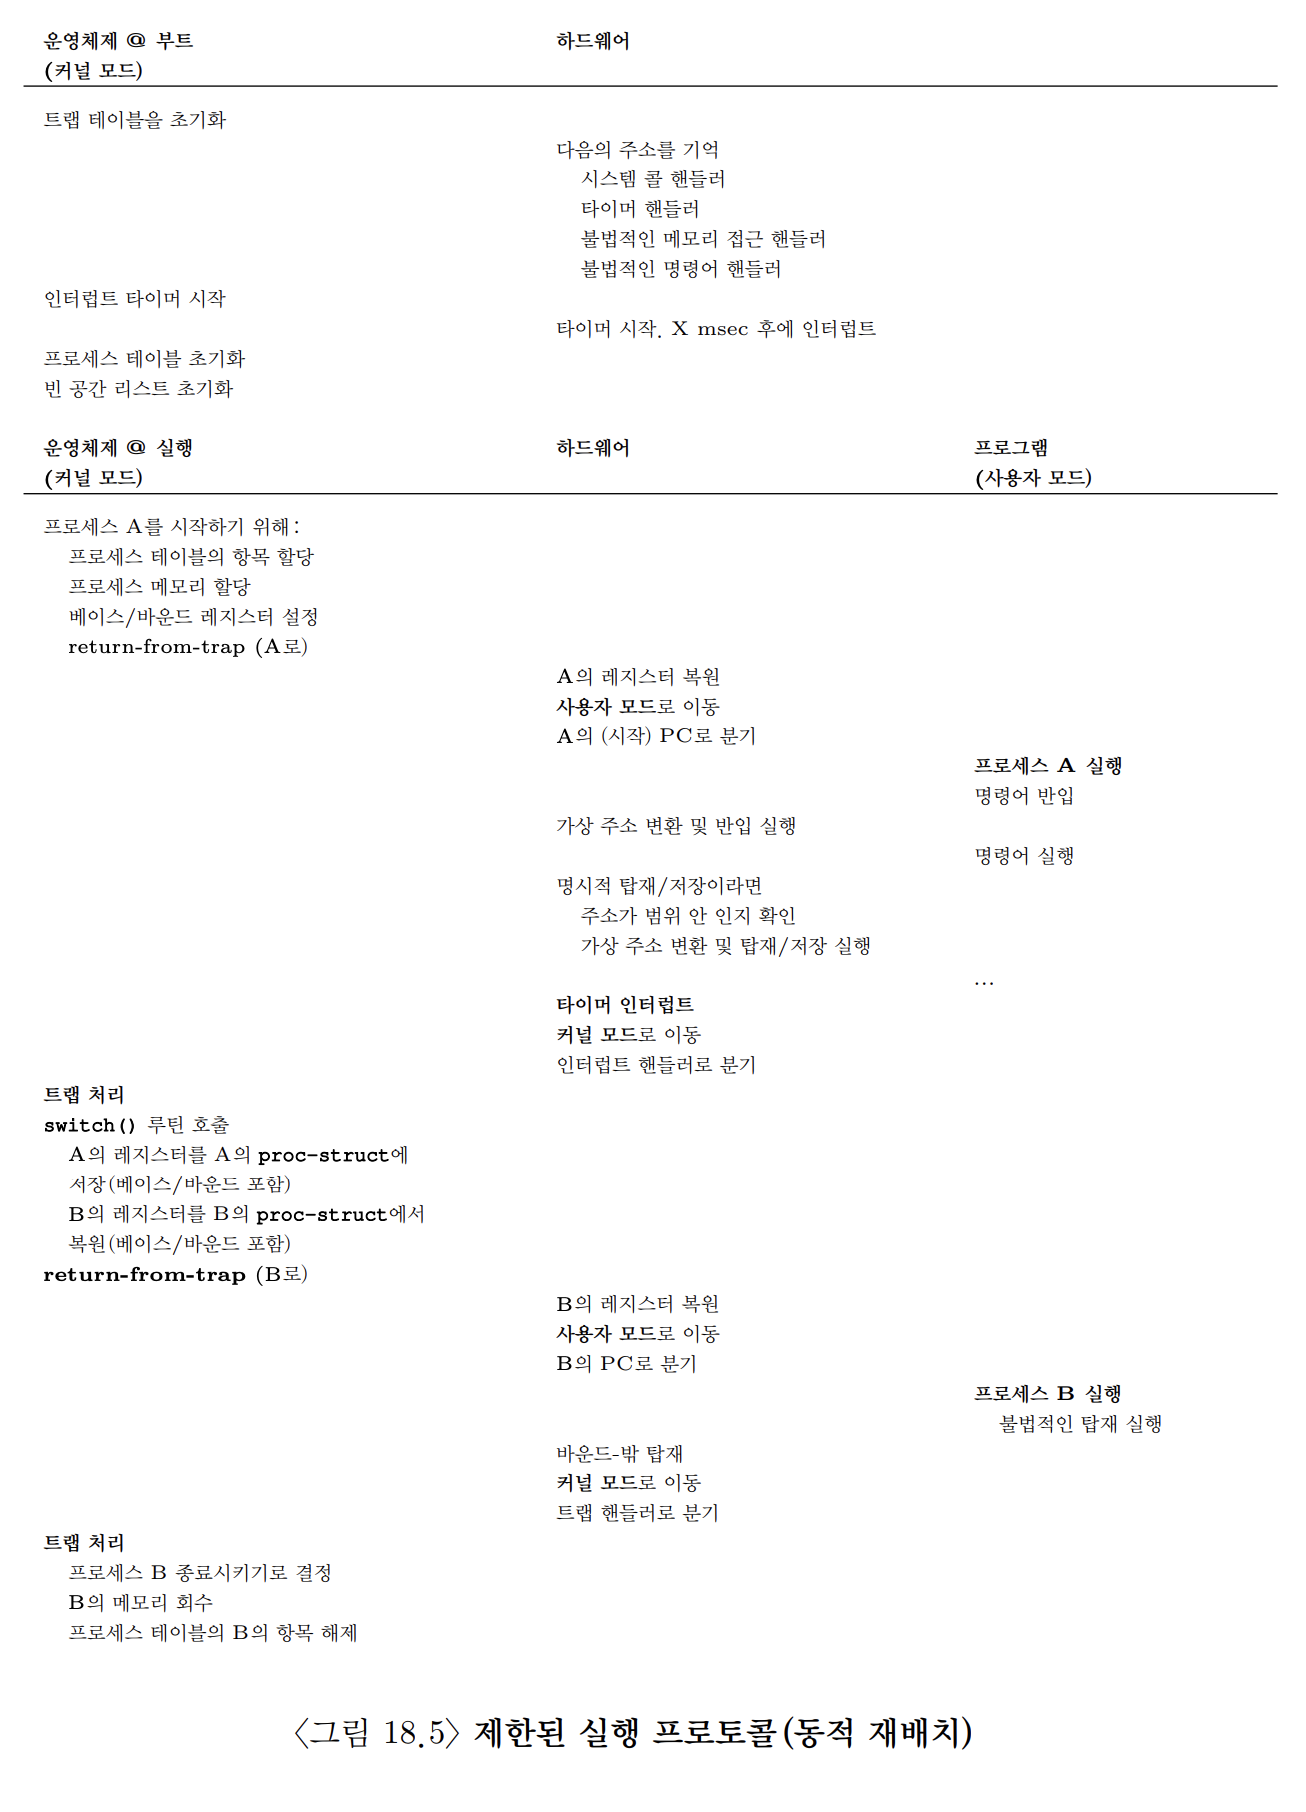 운영체제 @ 부트
하드웨어
(커널 모드)
트랩 테이블을 초기화
다음의 주소를 기억
시스템 콜 핸들러
타이머 핸들러
불법적인 메모리 접근 핸들러
불법적인 명령어 핸들러
인터럽트 타이머 시작
타이머 시작. X msec 후에 인터럽트
프로세스 테이블 초기화
빈 공간 리스트 초기화
운영체제 @ 실행
하드웨어
프로그램
(커널 모드)
(사용자 모드)
프로세스 A를 시작하기 위해:
프로세스 테이블의 항목 할당
프로세스 메모리 할당
베이스/바운드 레지스터 설정
return-from-trap (A로)
A의 레지스터 복원
사용자 모드로 이동
A의 (시작) PC로 분기
프로세스 A 실행
명령어 반입
가상 주소 변환 및 반입 실행
명령어 실행
명시적 탑재/저장이라면
주소가 범위 안 인지 확인
가상 주소 변환 및 탑재/저장 실행
...
타이머 인터럽트
커널 모드로 이동
인터럽트 핸들러로 분기
트랩 처리
switch() 루틴 호출
A의 레지스터를 A의 proc-struct에
서장(베이스/바운드 포함)
B의 레지스터를 B의 proc-struct에서
복원(베이스/바운드 포함)
return-from-trap (B로)
B의 레지스터 복원
사용자 모드로 이동
B의 PC로 분기
프로세스 B 실행
불법적인 탑재 실행
바운드-밖 탑재
커널 모드로 이동
트랩 핸들러로 분기
트랩 처리
프로세스 B 종료시키기로 결정
B의 메모리 회수
프로세스 테이블의 B의 항목 해제
〈그림 18.5〉 제한된 실행 프로토콜(동적 재배치)